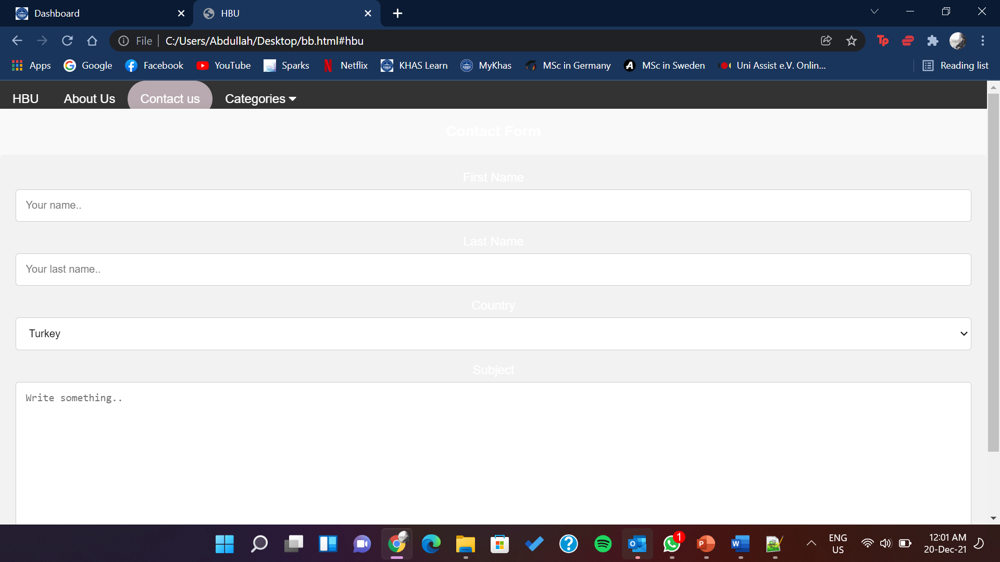 Dashboard
HBU
File
C:/Users/Abdullah/Desktop/bb.html#hbu
Tp
Apps
Google
Facebook
YouTube
Sparks
Netflix
KHAS Learn
MyKhas
MSc in Germany
MSc in Sweden
Uni Assist e.V. Onlin...
Reading list
HBU
About Us
Contact us
Categories
Contact Form
First Name
Your name..
Last Name
Your last name..
Country
Turkey
Subject
Write something..
1
ENG
US
12:01 AM
20-Dec-21